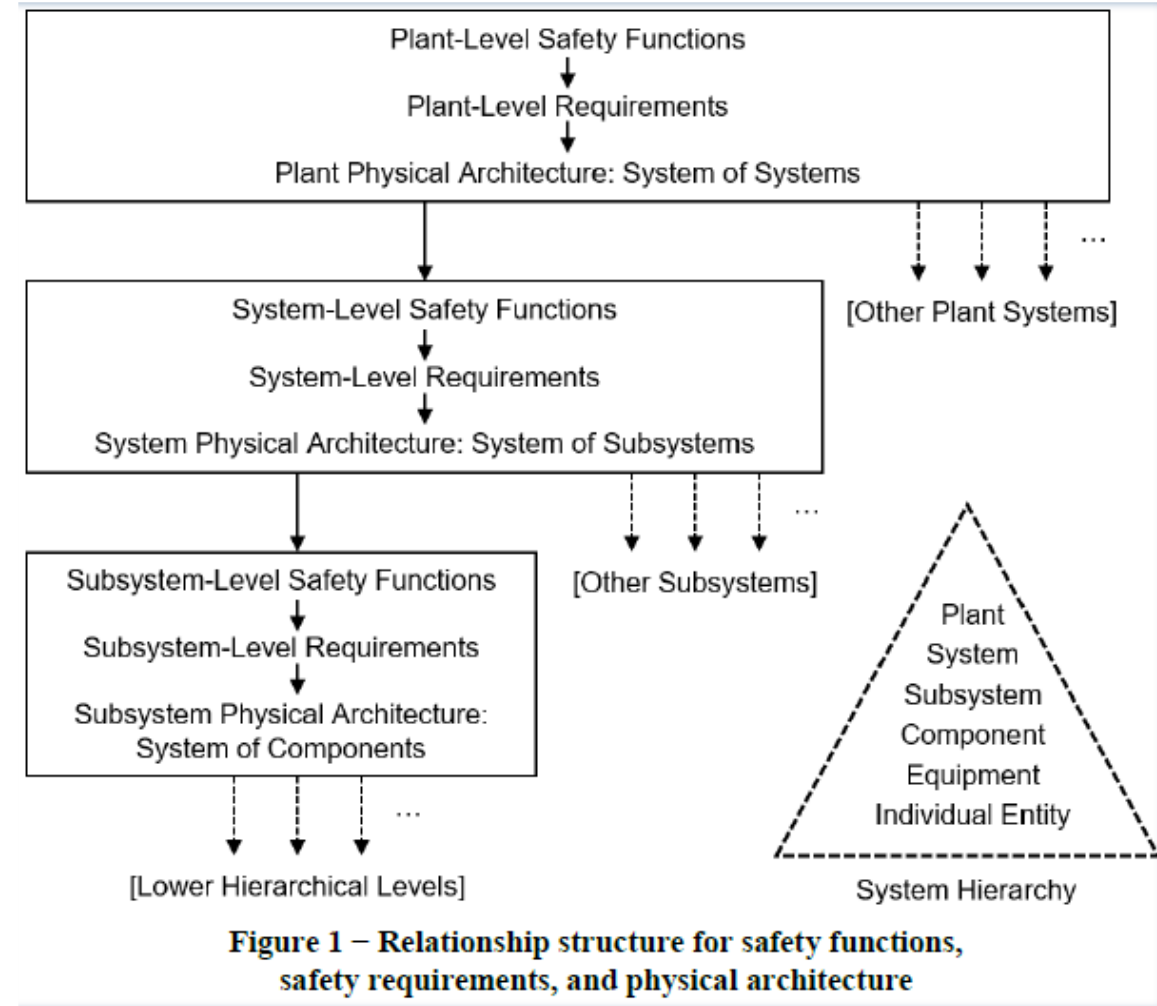 Plant-Level Safety Functions
Plant-Level Requirements
Plant Physical Architecture: System of Systems
...
[Other Plant Systems]
System-Level Safety Functions
System-Level Requirements
System Physical Architecture: System of Subsystems
...
[Other Subsystems]
Subsystem-Level Safety Functions
Subsystem-Level Requirements
Subsystem Physical Architecture:
System of Components
...
[Lower Hierarchical Levels]
Plant
System
Subsystem
Component
Equipment
Individual Entity
System Hierarchy
Figure 1 − Relationship structure for safety functions,
safety requirements, and physical architecture